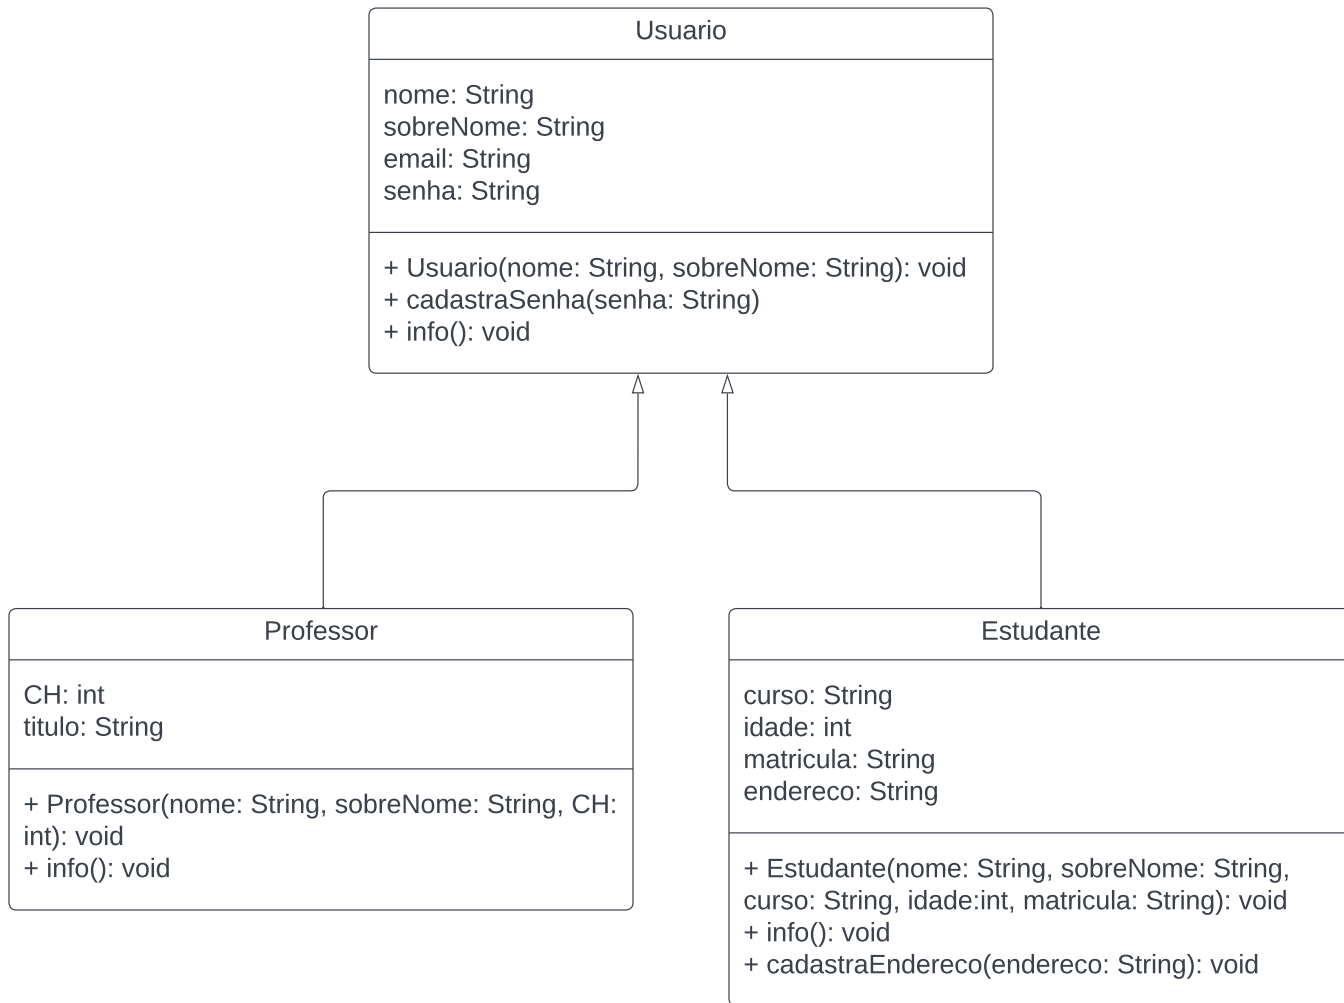 Usuario
nome: String
sobreNome: String
email: String
senha: String
+ Usuario(nome: String, sobreNome: String): void
+ cadastraSenha(senha: String)
+ info(): void
Professor
CH: int
titulo: String
+ Professor(nome: String, sobreNome: String, CH:
int): void
+ info(): void
Estudante
curso: String
idade: int
matricula: String
endereco: String
+ Estudante(nome: String, sobreNome: String,
curso: String, idade:int, matricula: String): void
+ info(): void
+ cadastraEndereco(endereco: String): void